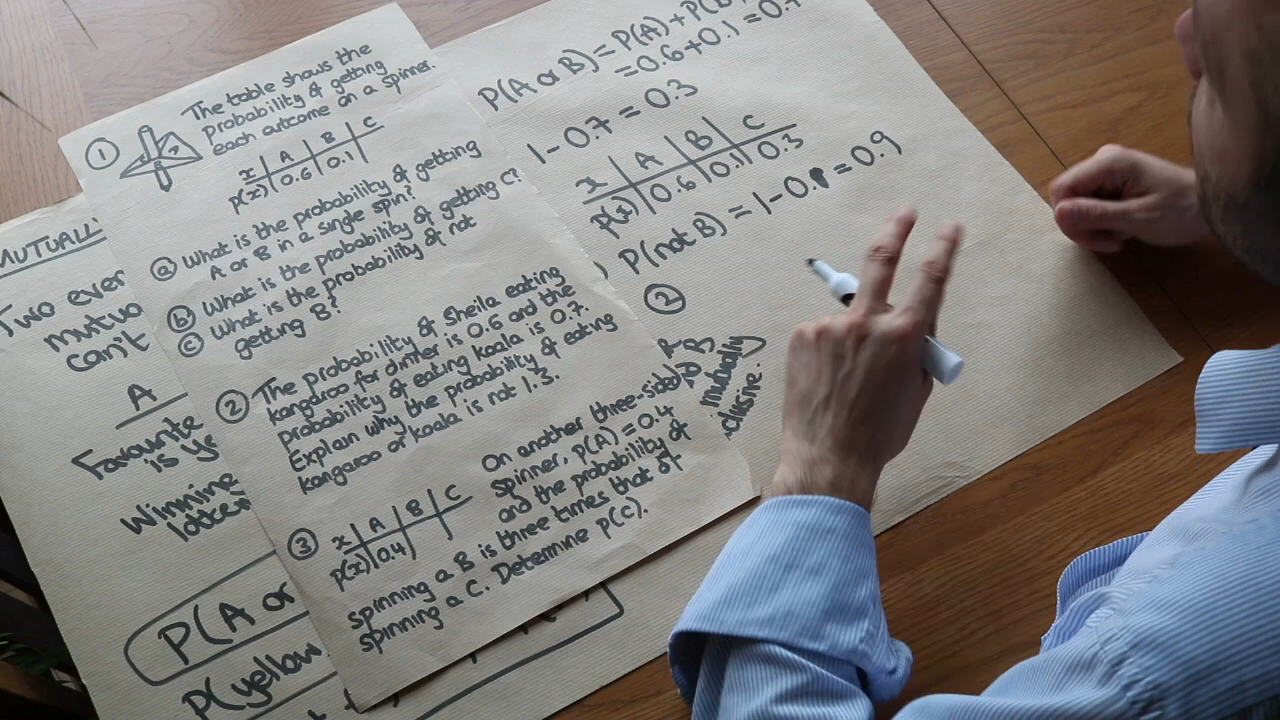 MUTUALL
Two ever
mutuo
can't
A
Favourite
is ye
Winnine
P(A or
P(yellow
① The table shows the
probability of getting
each outcome on a spinner.
x A B C
p(x) 0.6 0.1
ⓐ What is the probability of getting
A or B in a single spin?
ⓑ What is the probability of getting C?
ⓒ What is the probability of not
getting B?
② The probability of Sheila eating
kangaroo for dinner is 0.6 and the
probability of eating koala is 0.7.
Explain why the probability of eating
kangaroo or koala is not 1.3.
③ x A B C
p(x) 0.4
On another three-sided
spinner, p(A) = 0.4
and the probability of
spinning a B is three times that of
spinning a C. Determine p(C).
P(A or B) = P(A) + P(B
= 0.6 + 0.1 = 0.7
1 - 0.7 = 0.3
x A B C
p(x) 0.6 0.1 0.3
P(not B) = 1 - 0.1 = 0.9
②
mutually
clusive.